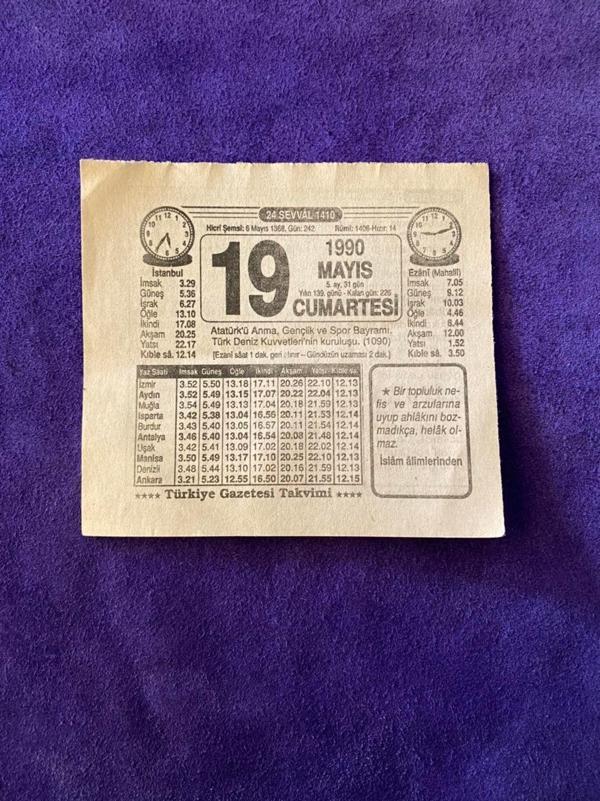 24 ŞEVVÂL 1410
Hicrî Şemsî: 6 Mayıs 1368, Gün: 242 Rûmî: 1406-Hızır: 14
19
1990
MAYIS
5. ay, 31 gün
Yılın 139. günü - Kalan gün: 226
CUMARTESİ
İstanbul
İmsak 3.29
Güneş 5.36
İşrak 6.27
Öğle 13.10
İkindi 17.08
Akşam 20.25
Yatsı 22.17
Kıble sâ. 12.14
Ezânî (Mahallî)
İmsak 7.05
Güneş 9.12
İşrak 10.03
Öğle 4.46
İkindi 8.44
Akşam 12.00
Yatsı 1.52
Kıble sâ. 3.50
Atatürk'ü Anma, Gençlik ve Spor Bayramı.
Türk Deniz Kuvvetleri'nin kuruluşu. (1090)
[Ezanî sâat 1 dak. geri alınır – Gündüzün uzaması 2 dak.]
Yaz Saati İmsak Güneş Öğle İkindi Akşam Yatsı Kıble sa.
İzmir 3.52 5.50 13.18 17.11 20.26 22.10 12.13
Aydın 3.52 5.49 13.15 17.07 20.22 22.04 12.13
Muğla 3.54 5.49 13.13 17.04 20.18 21.59 12.13
Isparta 3.42 5.38 13.04 16.56 20.11 21.53 12.14
Burdur 3.43 5.40 13.05 16.57 20.11 21.54 12.14
Antalya 3.46 5.40 13.04 16.54 20.08 21.48 12.14
Uşak 3.42 5.41 13.09 17.02 20.18 22.02 12.14
Manisa 3.50 5.49 13.17 17.10 20.25 22.10 12.13
Denizli 3.48 5.44 13.10 17.02 20.16 21.59 12.13
Ankara 3.21 5.23 12.55 16.50 20.07 21.55 12.15
★ Bir topluluk ne-
fis ve arzularına
uyup ahlâkını boz-
madıkça, helâk ol-
maz.
İslâm âlimlerinden
★★★★ Türkiye Gazetesi Takvimi ★★★★